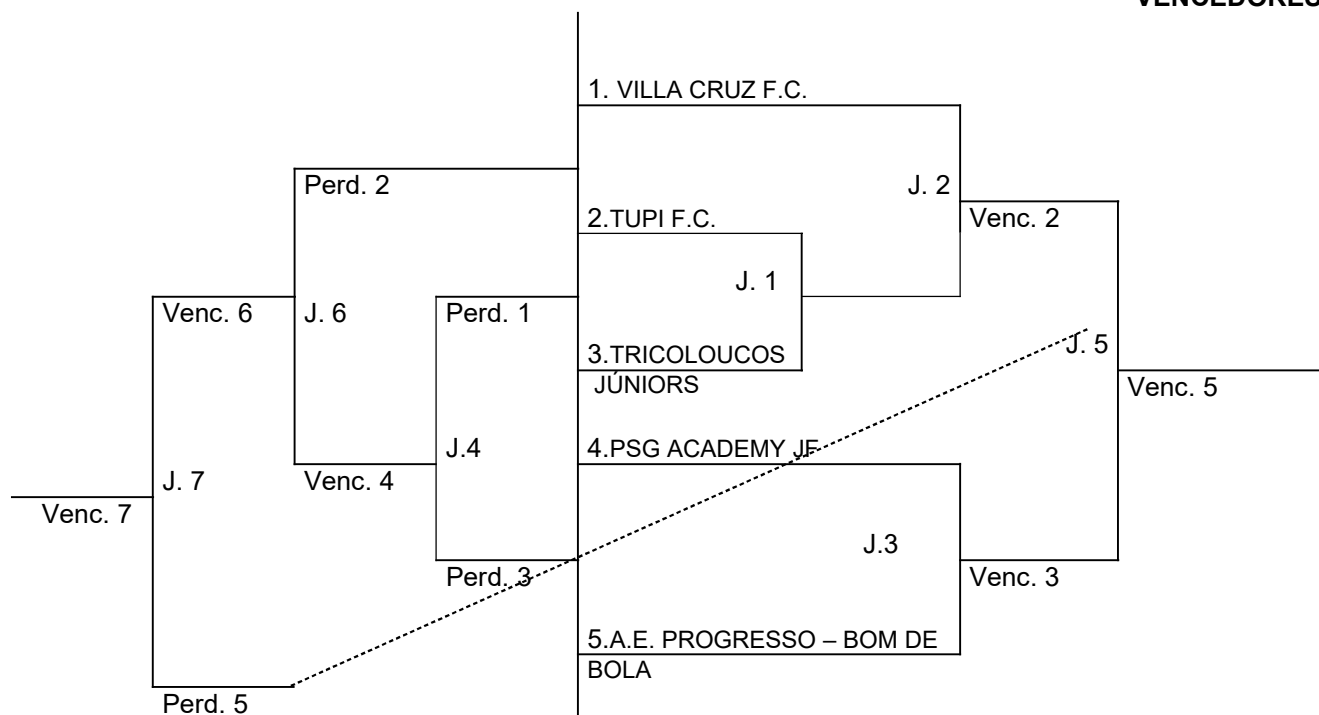 VENCEDORES
1. VILLA CRUZ F.C.
Perd. 2
J. 2
2.TUPI F.C.
Venc. 2
J. 1
Venc. 6
J. 6
Perd. 1
3.TRICOLOUCOS
JÚNIORS
J. 5
Venc. 5
4.PSG ACADEMY JF
J.4
J. 7
Venc. 4
Venc. 7
J.3
Perd. 3
Venc. 3
5.A.E. PROGRESSO – BOM DE
BOLA
Perd. 5